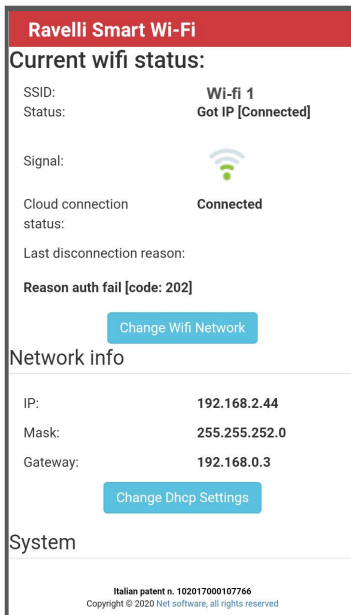 Ravelli Smart Wi-Fi
Current wifi status:
SSID: Wi-fi 1
Status: Got IP [Connected]
Signal:
Cloud connection Connected
status:
Last disconnection reason:
Reason auth fail [code: 202]
Change Wifi Network
Network info
IP: 192.168.2.44
Mask: 255.255.252.0
Gateway: 192.168.0.3
Change Dhcp Settings
System
Italian patent n. 102017000107766
Copyright © 2020 Net software, all rights reserved